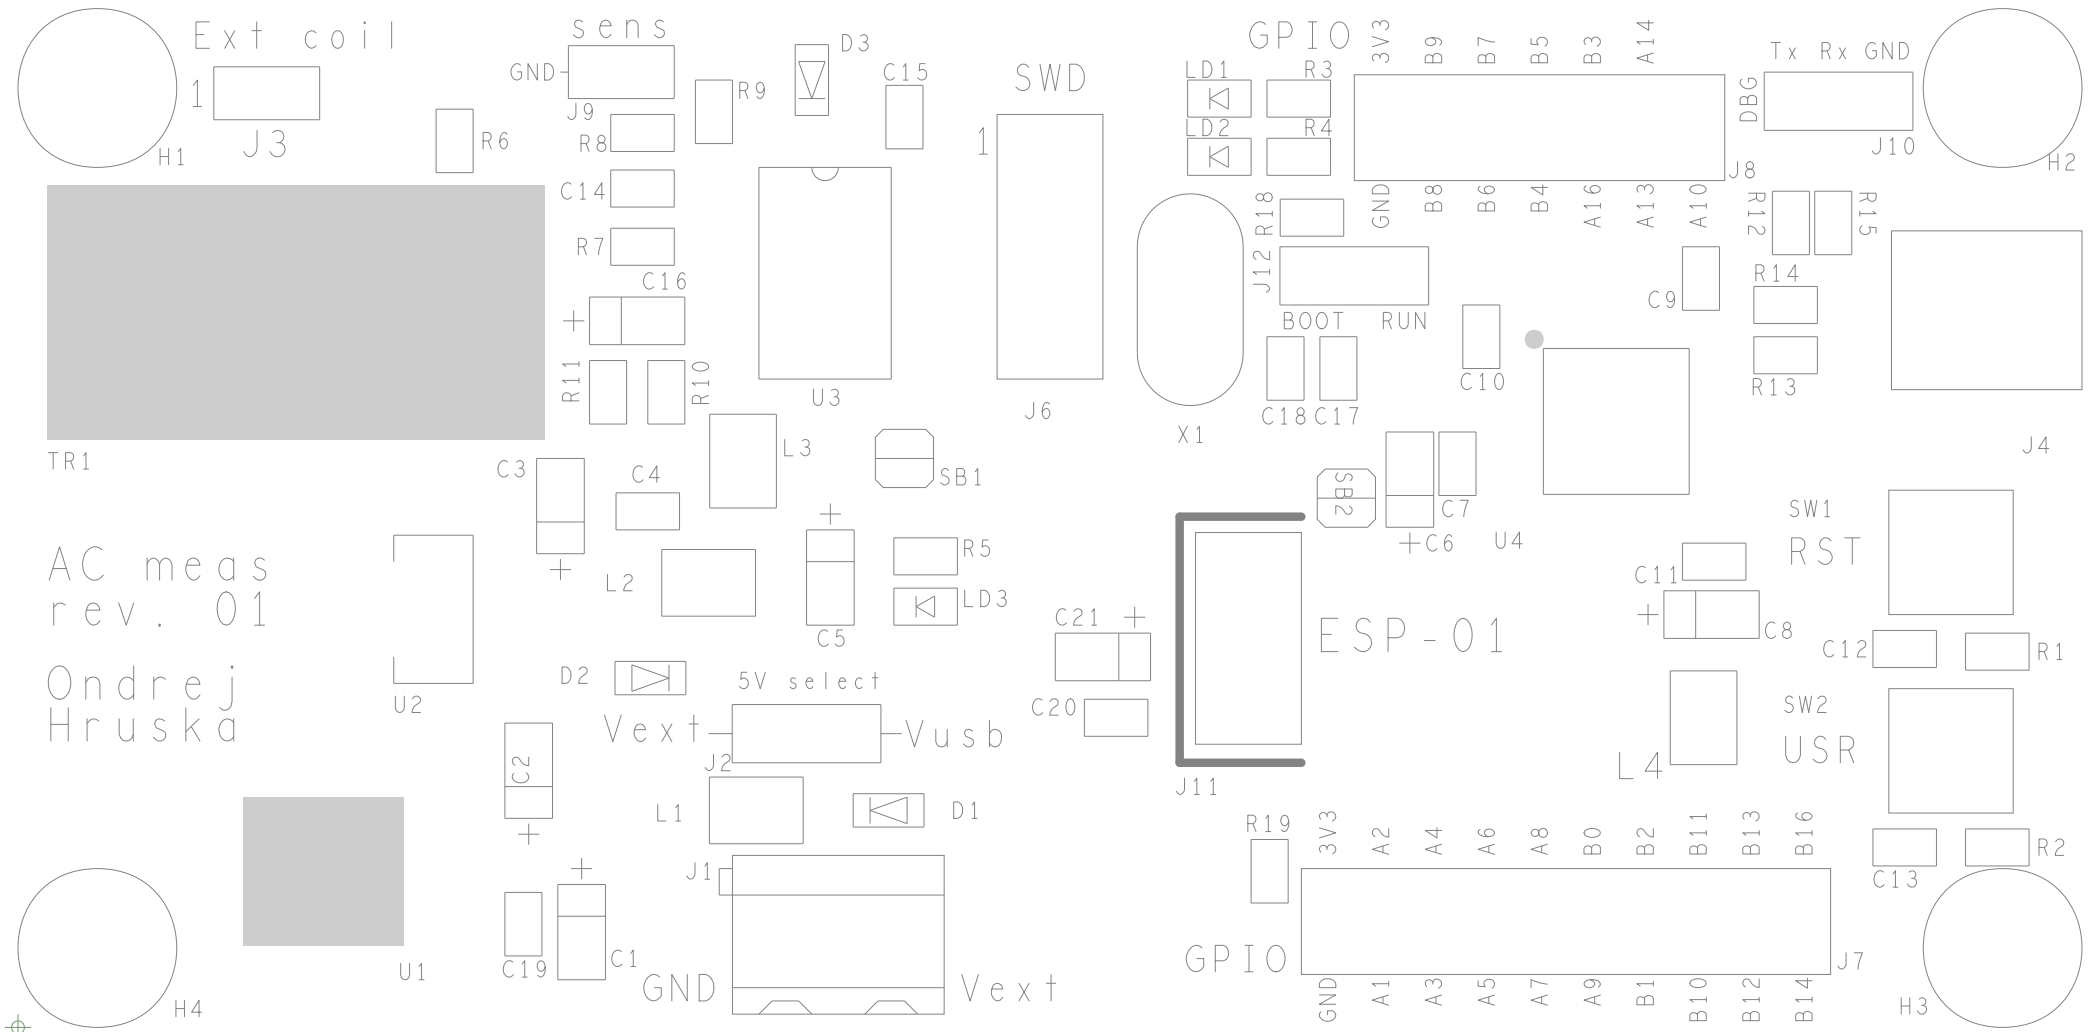 Ext coil
1
J3
H1
R6
sens
GND
J9
R8
R9
D3
C15
C14
R7
C16
+
R11
R10
U3
TR1
SWD
1
J6
GPIO
LD1
R3
LD2
R4
3V3 B9 B7 B5 B3 A14
GND B8 B6 B4 A16 A13 A10
J8
Tx Rx GND
DBG
J10
H2
R18
J12
BOOT RUN
R12
R15
R14
R13
C9
C10
C18
C17
X1
J4
L3
SB1
C3
+
C4
L2
+
C5
R5
LD3
SB2
C7
+
C6
U4
SW1
RST
C11
+
C8
C12
R1
AC meas
rev. 01
Ondrej
Hruska
U2
D2
5V select
Vext
Vusb
J2
C21
+
C20
ESP-01
J11
L4
SW2
USR
C2
+
L1
D1
R19
3V3 A2 A4 A6 A8 B0 B2 B11 B13 B16
R2
C13
J1
+
C1
C19
U1
H4
GND
Vext
GPIO
J7
GND A1 A3 A5 A7 A9 B1 B10 B12 B14
H3